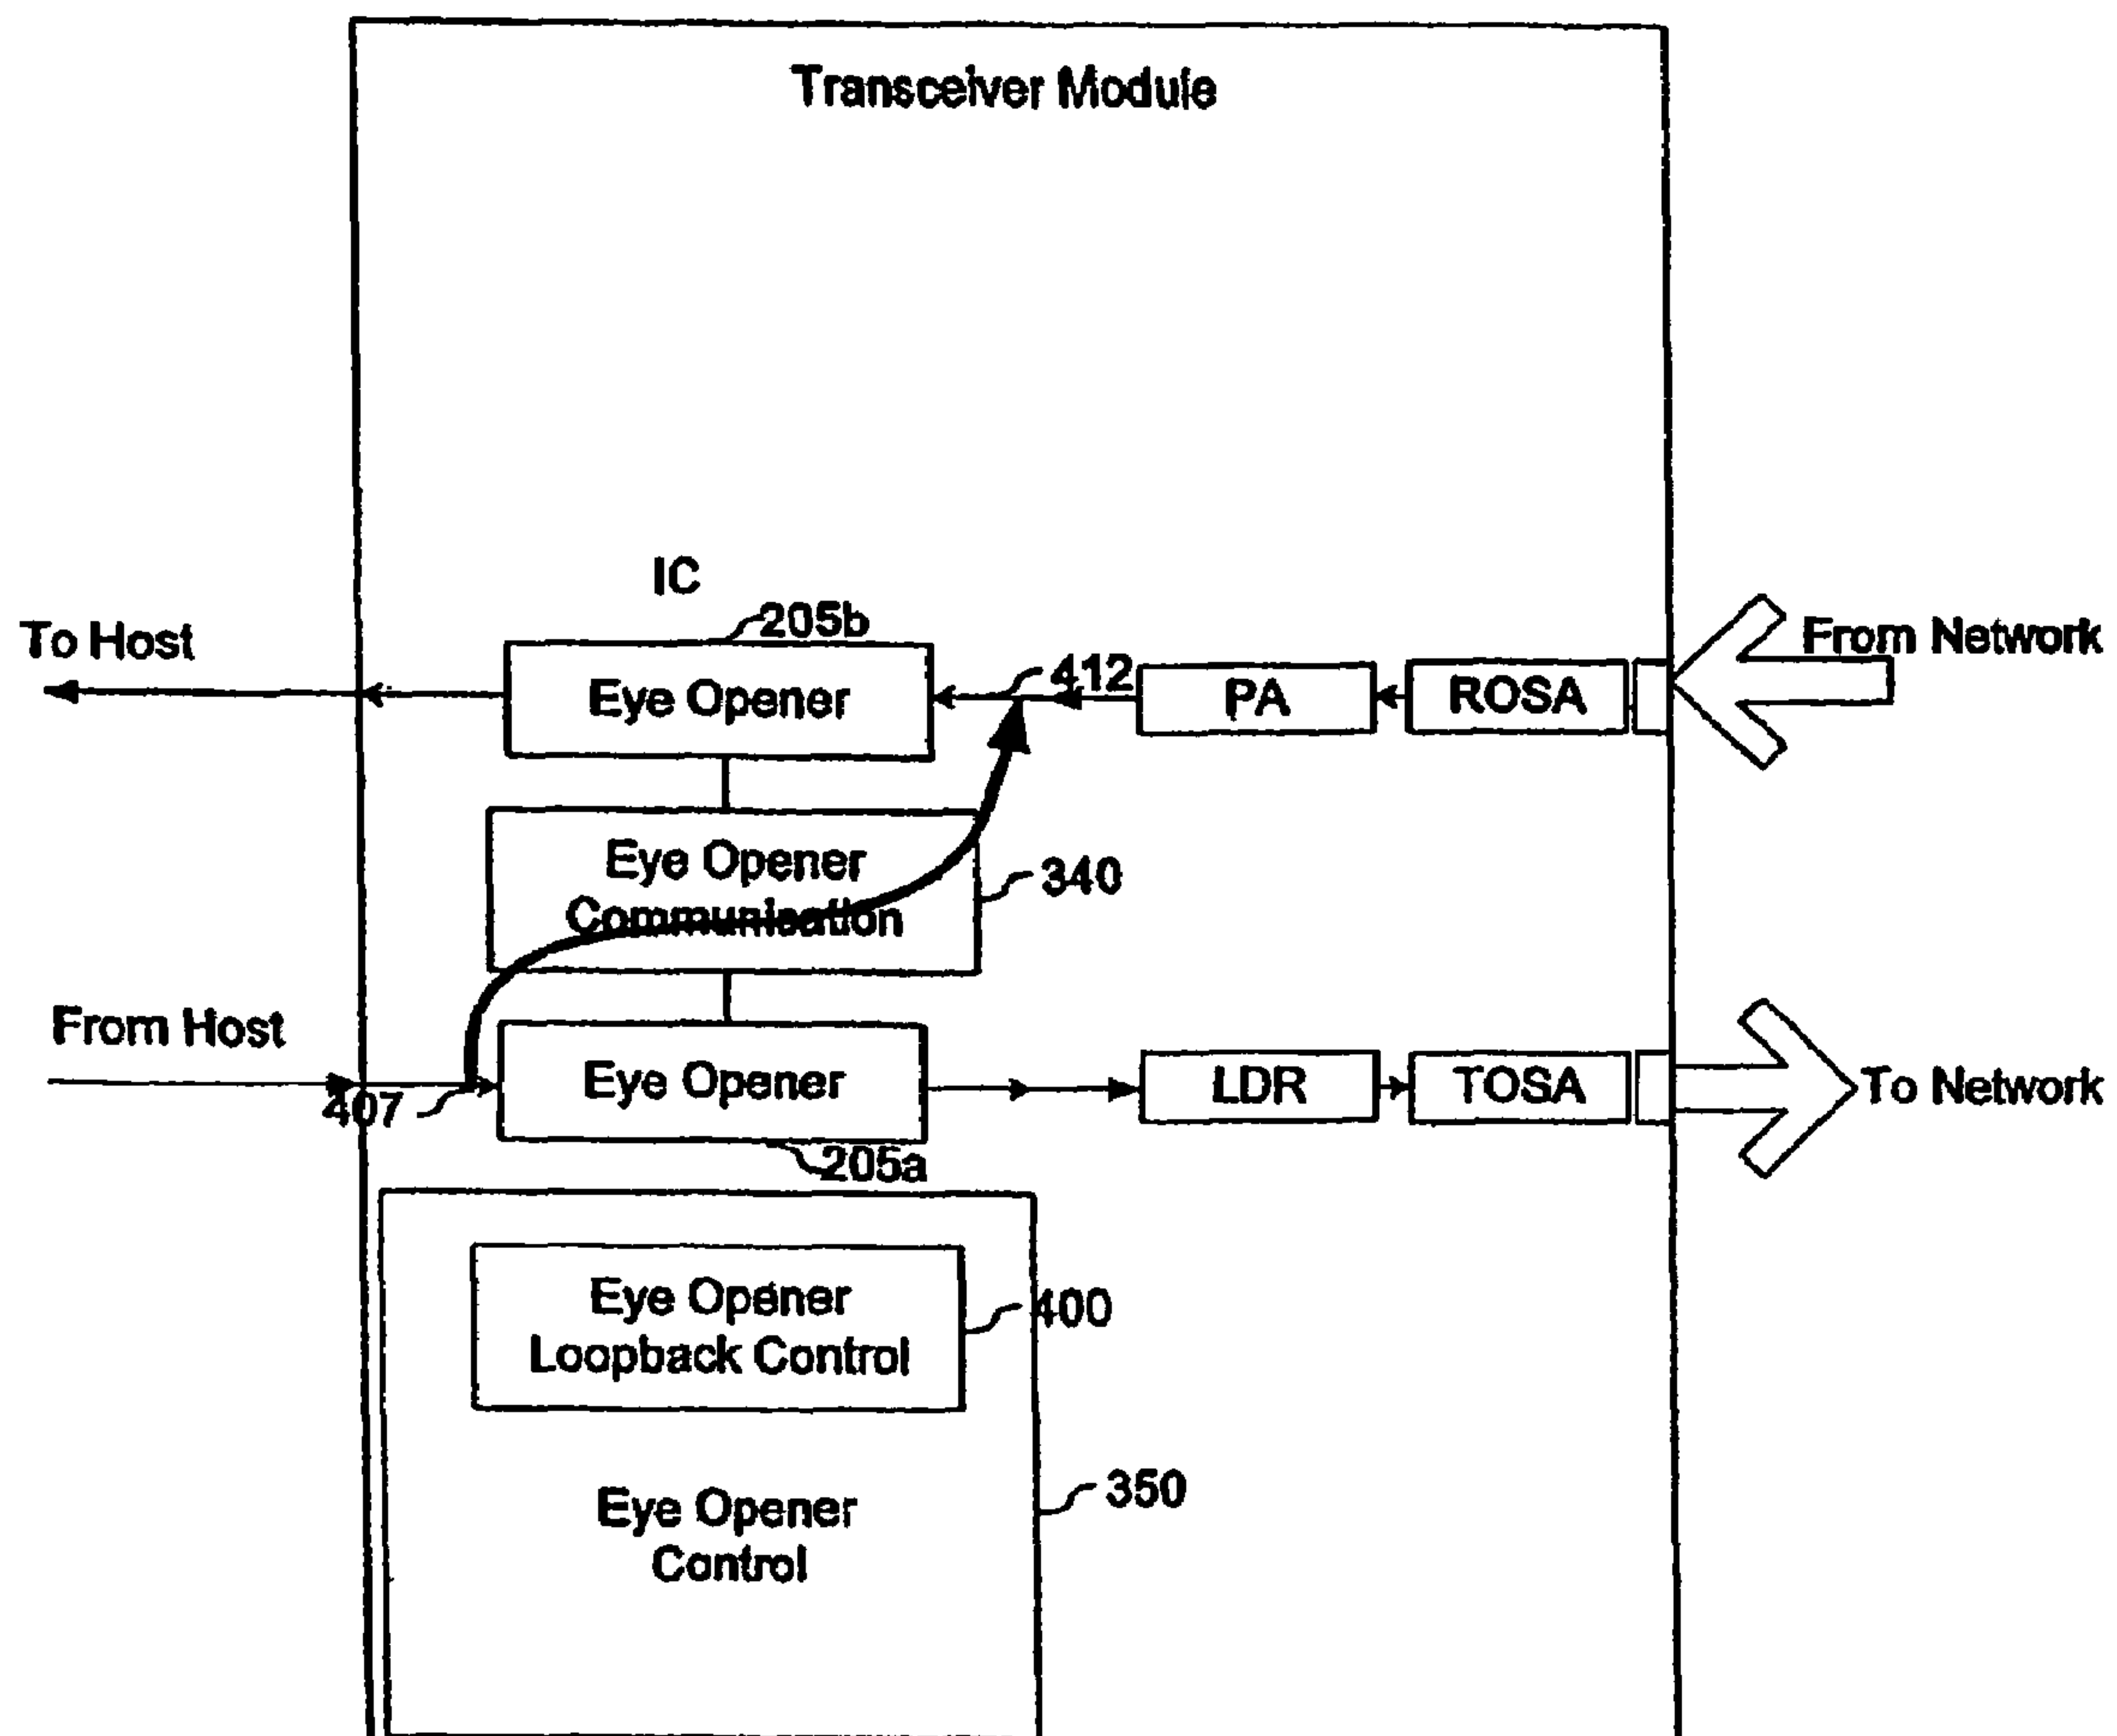 Transceiver Module
IC
205b
To Host
From Network
Eye Opener
412
PA
ROSA
Eye Opener
Communication
340
From Host
Eye Opener
LDR
TOSA
To Network
407
205a
Eye Opener
Loopback Control
400
Eye Opener
Control
350